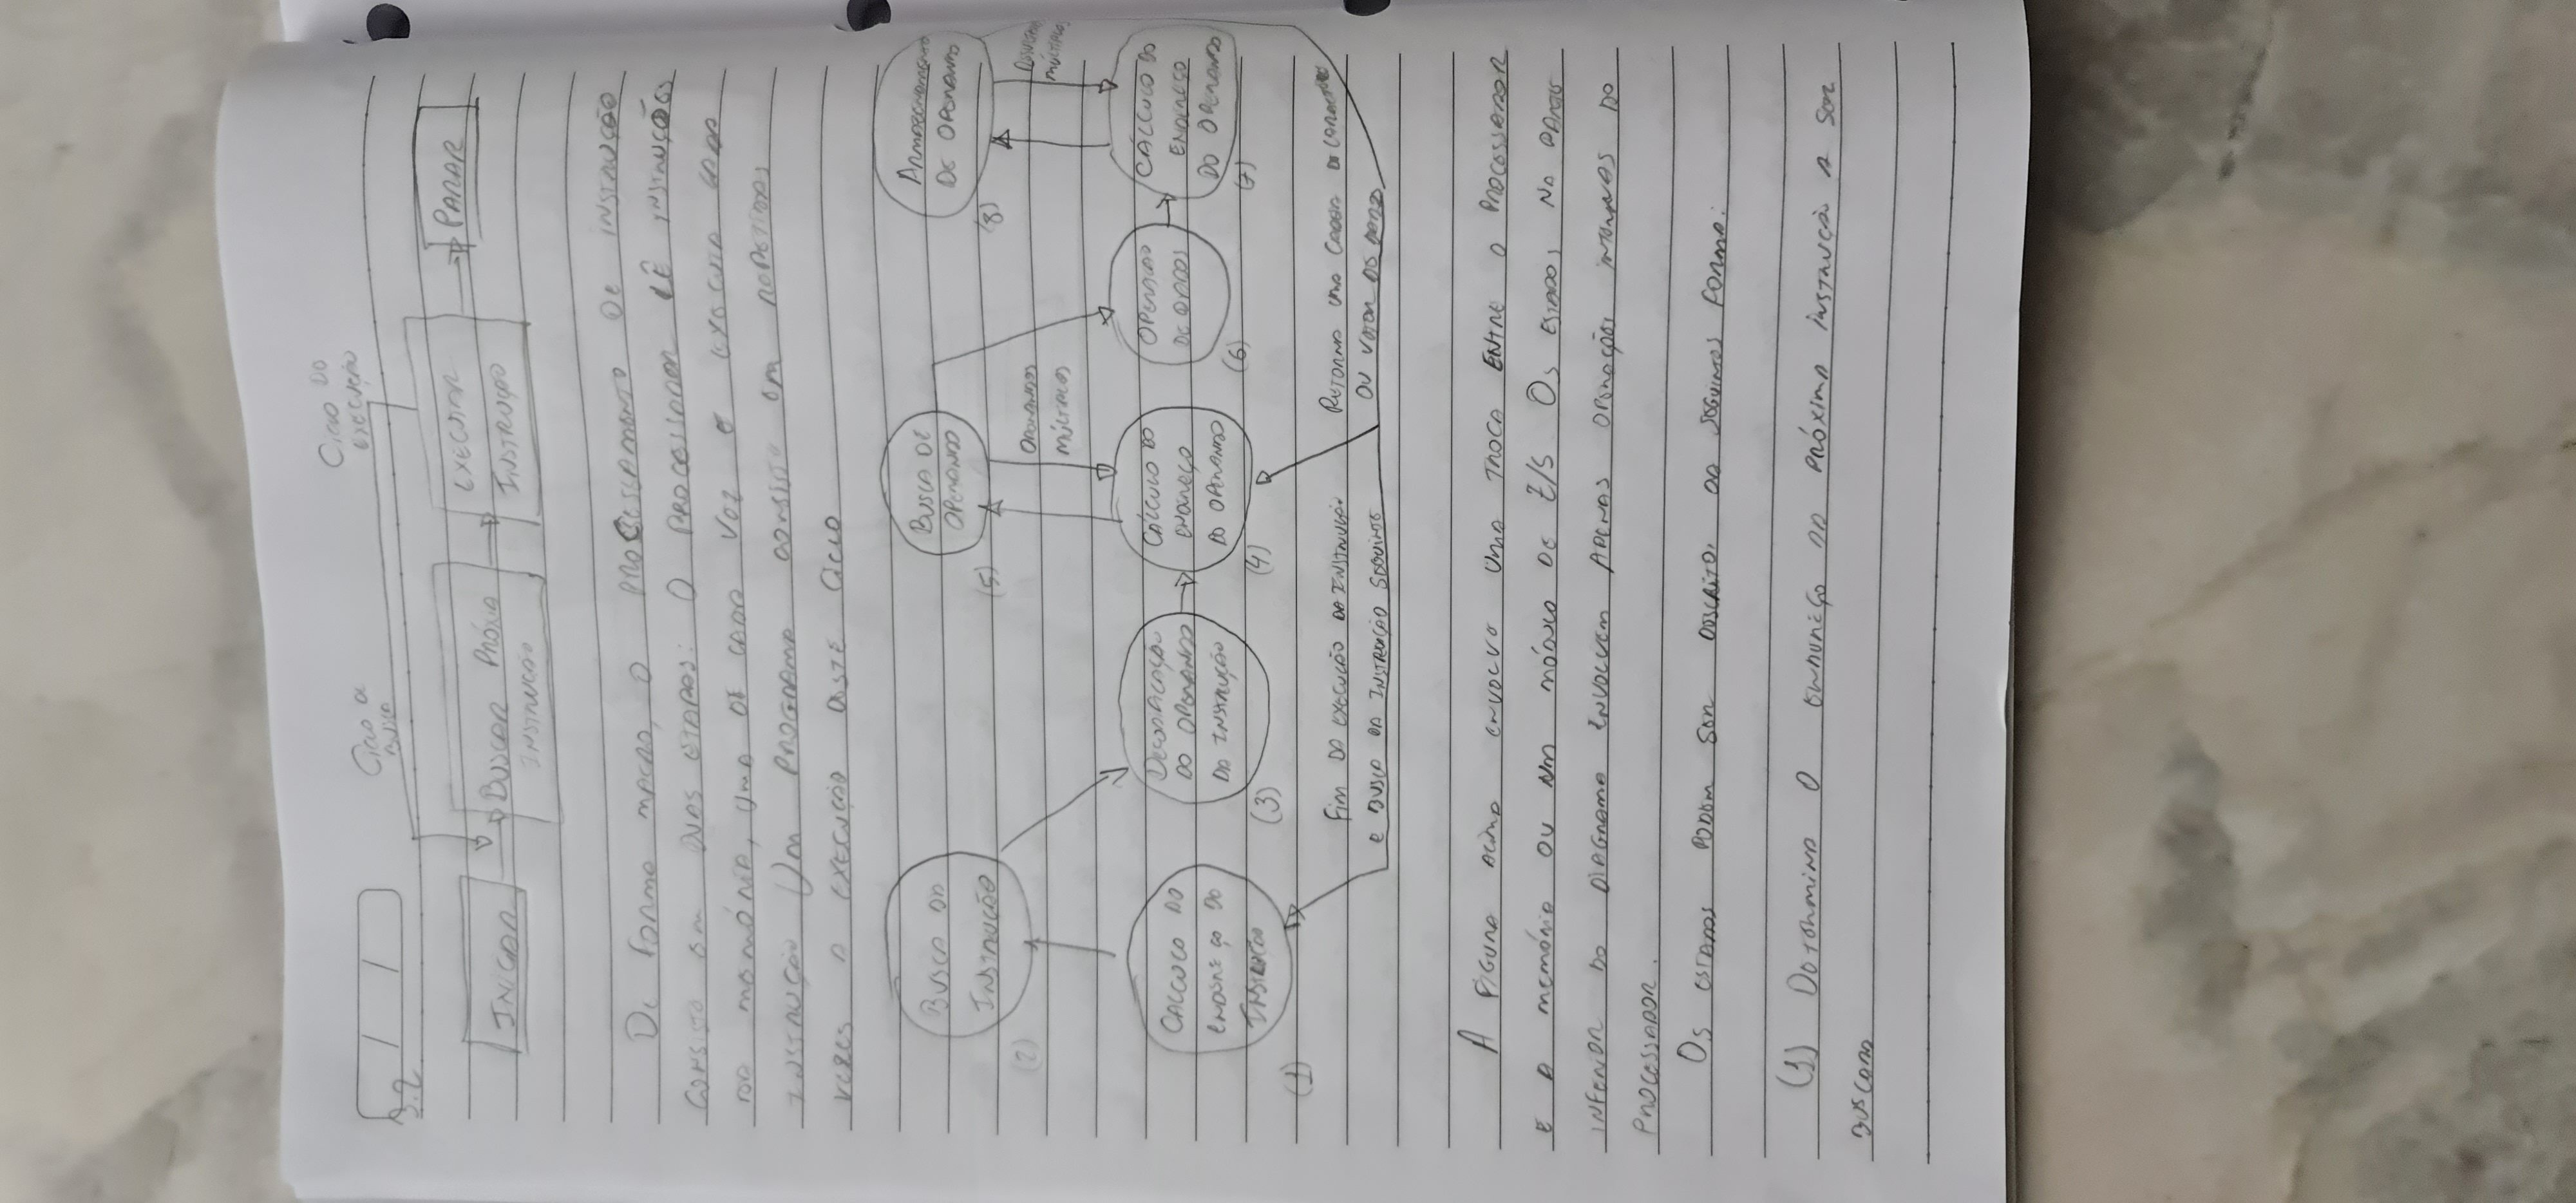 3.2
Ciclo de
Busca
Ciclo do
Execução
Iniciar
Buscar Próxia
Instrução
Executar
Instrução
Parar
De forma macro, o processamento de instrução
consiste em duas etapas: o processador lê instruções
da memória, uma de cada vez e executa cada
instrução Um programa consiste em repetidas
vezes a execução deste ciclo
Busca da
Instrução
(2)
Busca de
Operando
(5)
Armazenamento
de operando
(8)
Operandos
múltiplos
múltiplos
Calculo do
endereço do
Instrução
(1)
Decodificação
do operando
da instrução
(3)
Cálculo do
endereço
do operando
(4)
Operação
de dados
(6)
Cálculo do
endereço
do operando
(7)
Fim da execução da instrução
e busca da instrução seguinte
Retorna uma cadeia de caracteres
ou vetor de dados
A figura acima envolve uma troca entre o processador
e a memória ou um módulo de E/S Os estados na parte
inferior do diagrama envolvem apenas operações internas do
processador.
Os estados podem ser descritos da seguintes forma:
(1) Determina o endereço da próxima instrução a ser
buscada